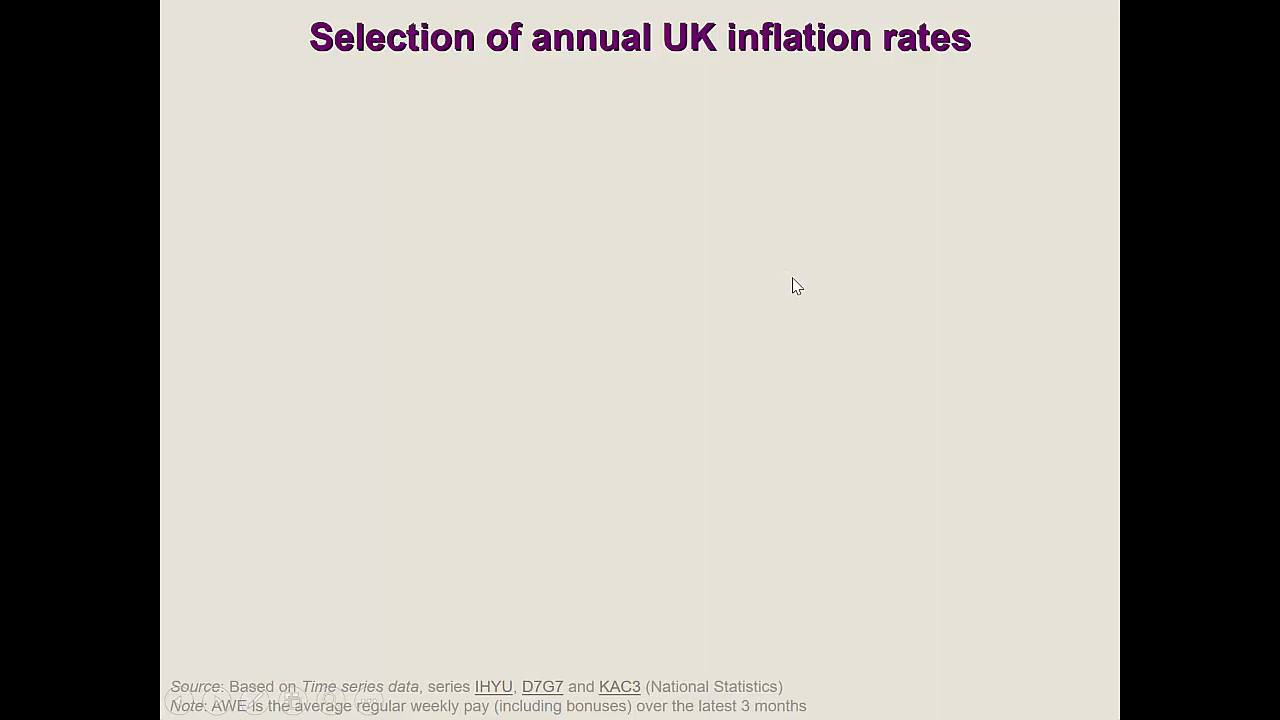 Selection of annual UK inflation rates
Source: Based on Time series data, series IHYU, D7G7 and KAC3 (National Statistics)
Note: AWE is the average regular weekly pay (including bonuses) over the latest 3 months